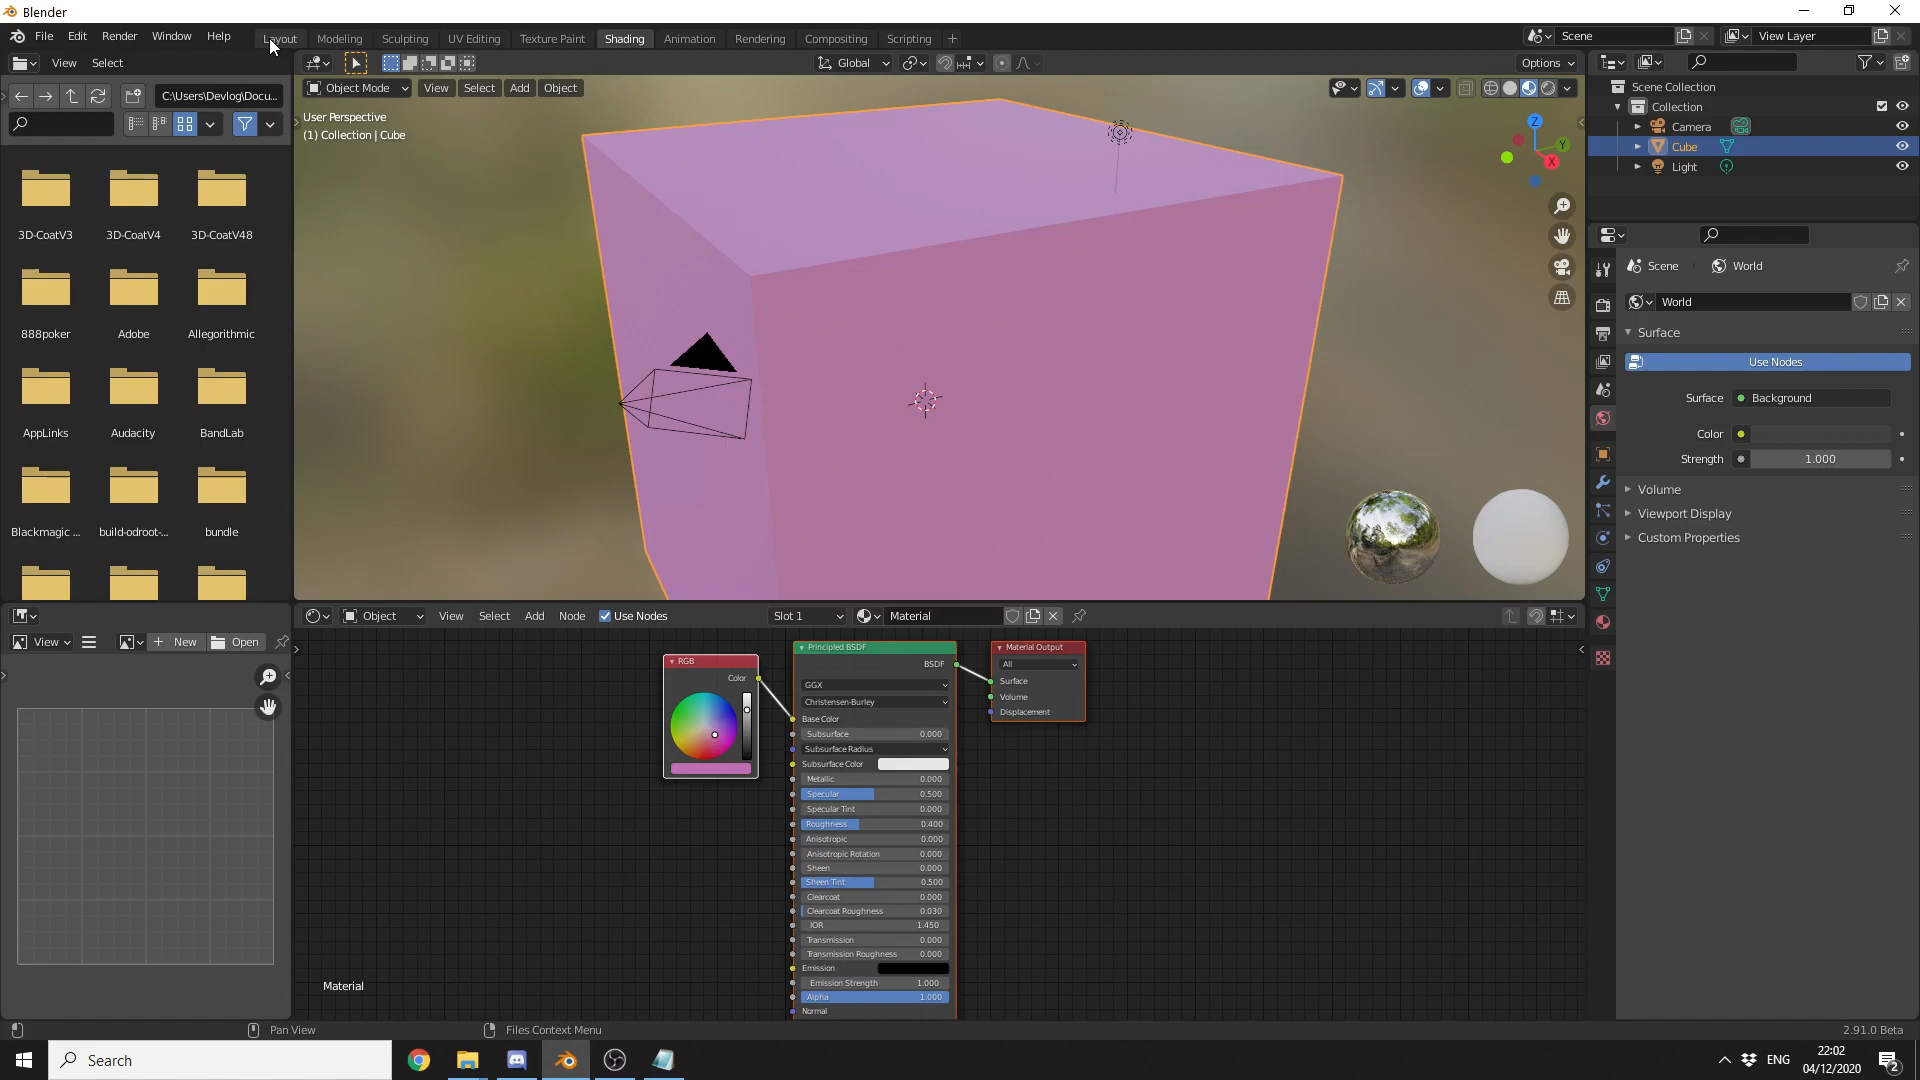 Blender
File Edit Render Window Help Layout Modeling Sculpting UV Editing Texture Paint Shading Animation Rendering Compositing Scripting + Scene View Layer
View Select Global Options
C:\Users\Devlog\Docu... Object Mode View Select Add Object
User Perspective
(1) Collection | Cube
Scene Collection
Collection
Camera
Cube
Light
Z
Y
X
3D-CoatV3 3D-CoatV4 3D-CoatV48
888poker Adobe Allegorithmic
AppLinks Audacity BandLab
Blackmagic ... build-odroot-... bundle
Scene World
World
Surface
Use Nodes
Surface Background
Color
Strength 1.000
Volume
Viewport Display
Custom Properties
Object View Select Add Node Use Nodes Slot 1 Material
View New Open
RGB
Color
Principled BSDF
BSDF
GGX
Christensen-Burley
Base Color
Subsurface 0.000
Subsurface Radius
Subsurface Color
Metallic 0.000
Specular 0.500
Specular Tint 0.000
Roughness 0.400
Anisotropic 0.000
Anisotropic Rotation 0.000
Sheen 0.000
Sheen Tint 0.500
Clearcoat 0.000
Clearcoat Roughness 0.030
IOR 1.450
Transmission 0.000
Transmission Roughness 0.000
Emission
Emission Strength 1.000
Alpha 1.000
Normal
Material Output
All
Surface
Volume
Displacement
Material
Pan View Files Context Menu 2.91.0 Beta
Search ENG 22:02
04/12/2020 2